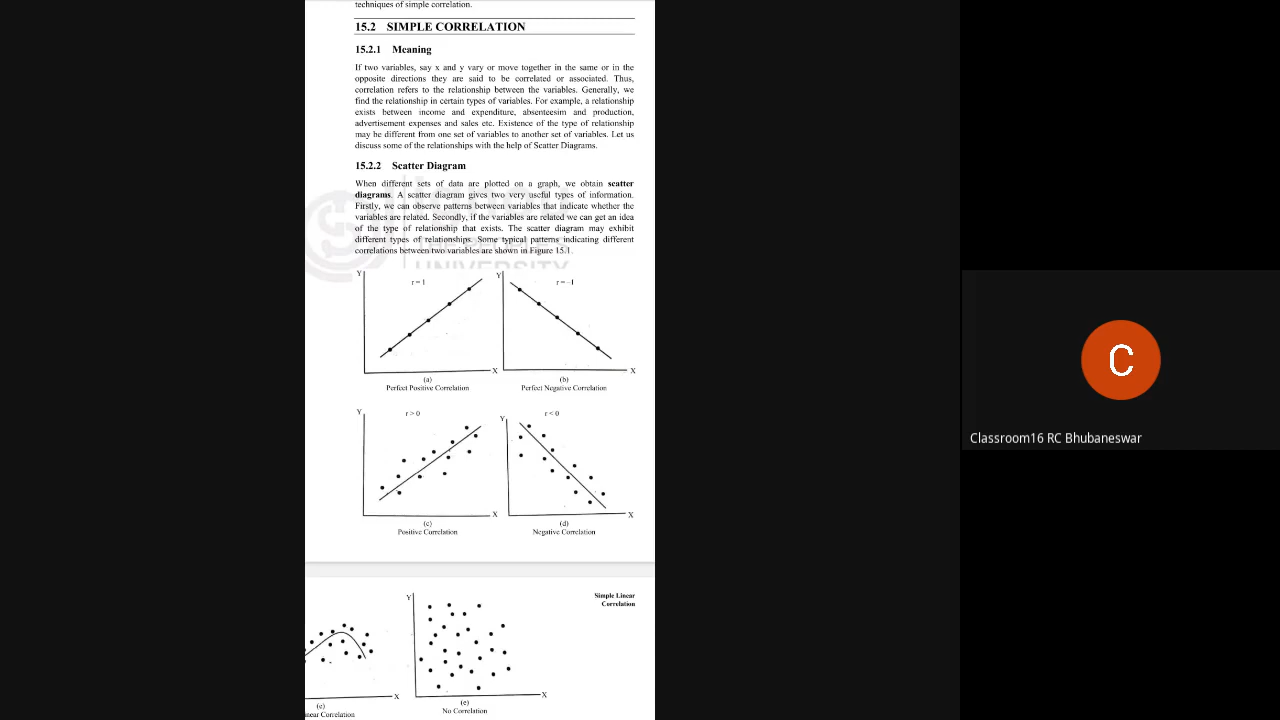 techniques of simple correlation.
15.2 SIMPLE CORRELATION
15.2.1 Meaning
If two variables, say x and y vary or move together in the same or in the
opposite directions they are said to be correlated or associated. Thus,
correlation refers to the relationship between the variables. Generally, we
find the relationship in certain types of variables. For example, a relationship
exists between income and expenditure, absenteesim and production,
advertisement expenses and sales etc. Existence of the type of relationship
may be different from one set of variables to another set of variables. Let us
discuss some of the relationships with the help of Scatter Diagrams.
15.2.2 Scatter Diagram
When different sets of data are plotted on a graph, we obtain scatter
diagrams. A scatter diagram gives two very useful types of information.
Firstly, we can observe patterns between variables that indicate whether the
variables are related. Secondly, if the variables are related we can get an idea
of the type of relationship that exists. The scatter diagram may exhibit
different types of relationships. Some typical patterns indicating different
correlations between two variables are shown in Figure 15.1.
UNIVERSITY
Y r = 1 X
(a)
Perfect Positive Correlation
Y r = –1 X
(b)
Perfect Negative Correlation
Y r > 0 X
(c)
Positive Correlation
Y r < 0 X
(d)
Negative Correlation
Simple Linear
Correlation
X
(e)
near Correlation
Y X
(e)
No Correlation
C
Classroom16 RC Bhubaneswar